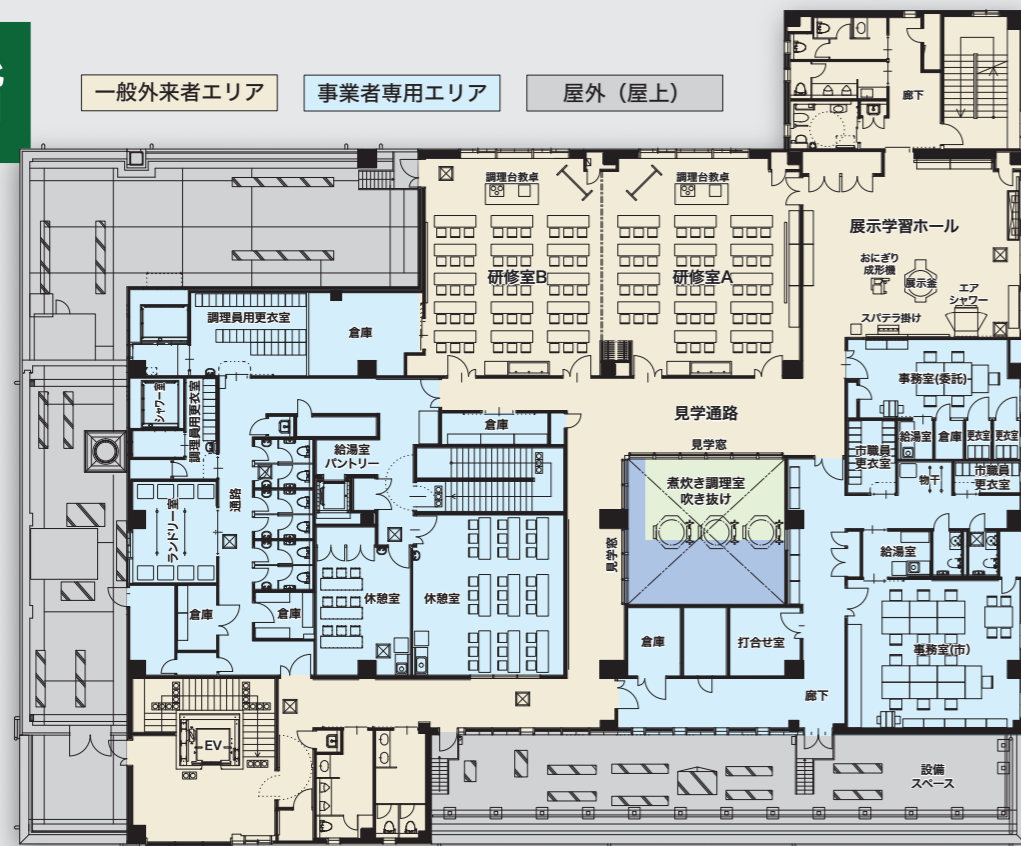 一般外来者エリア
事業者専用エリア
屋外（屋上）
廊下
調理台教卓
調理台教卓
展示学習ホール
研修室B
研修室A
おにぎり
成形機
展示釜
エア
シャワー
スパテラ掛け
調理員用更衣室
倉庫
事務室(委託)
シャワー室
調理員用更衣室
見学通路
倉庫
給湯室
倉庫
更衣室
更衣室
市職員
更衣室
見学窓
給湯室
パントリー
煮炊き調理室
吹き抜け
物干
市職員
更衣室
通路
ランドリー室
見学窓
給湯室
休憩室
休憩室
倉庫
倉庫
倉庫
打合せ室
事務室(市)
廊下
EV
設備
スペース